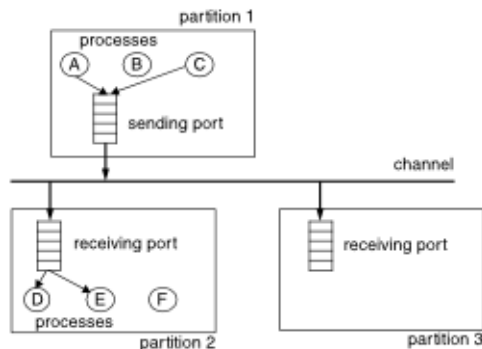 partition 1
processes
A B C
sending port
channel
receiving port
receiving port
D E F
processes
partition 2
partition 3